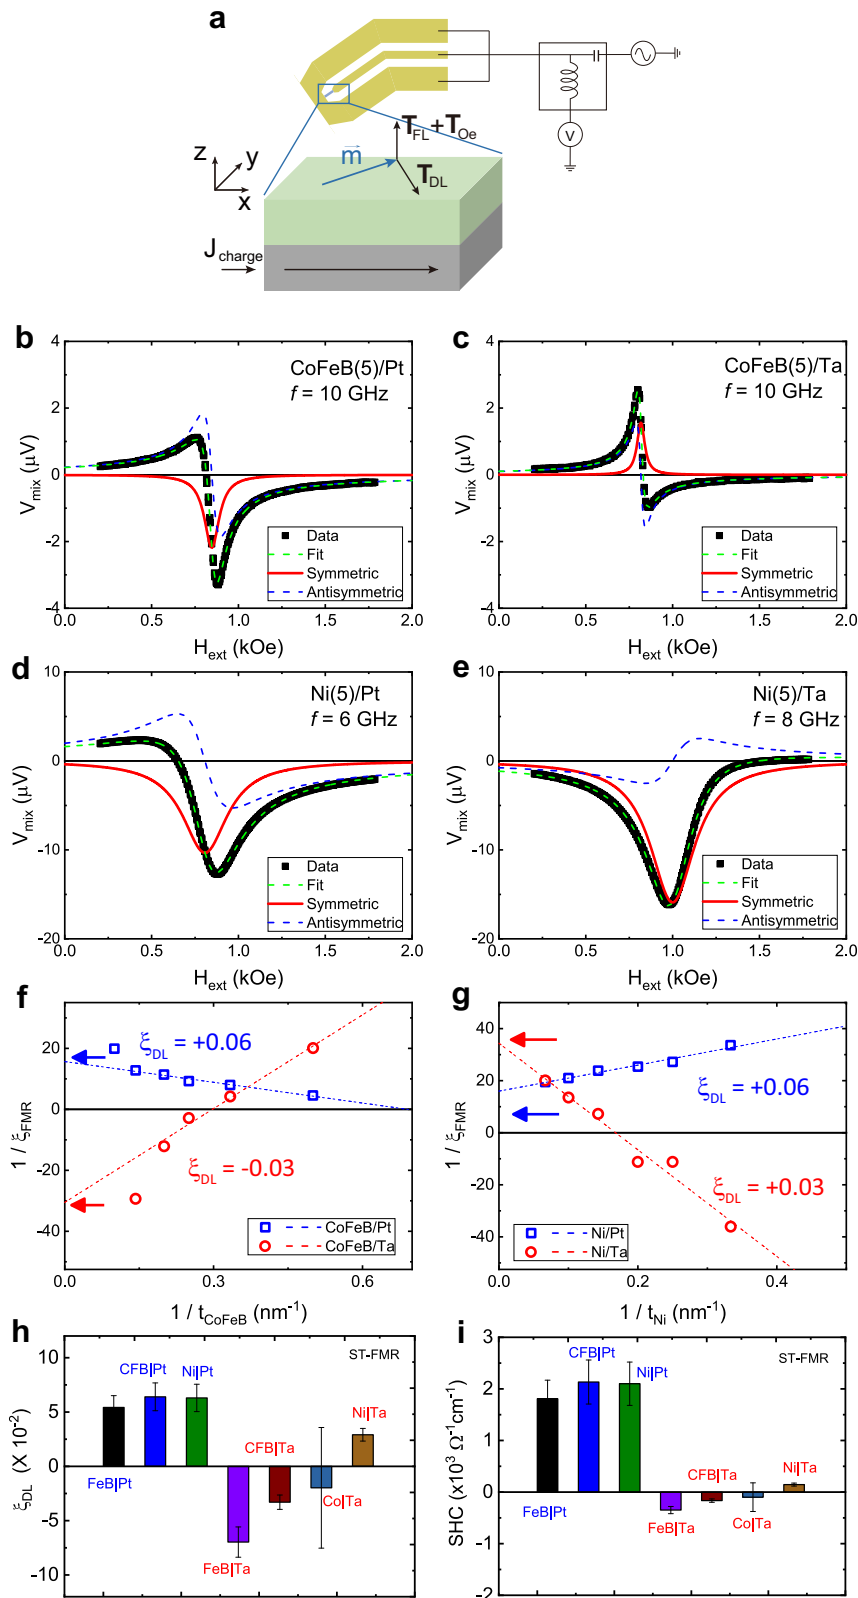 a
T_FL+T_Oe
m
T_DL
z
y
x
J_charge
V
b
4
2
0
-2
-4
V_mix (μV)
CoFeB(5)/Pt
f = 10 GHz
Data
Fit
Symmetric
Antisymmetric
0.0 0.5 1.0 1.5 2.0
H_ext (kOe)
c
4
2
0
-2
-4
V_mix (μV)
CoFeB(5)/Ta
f = 10 GHz
Data
Fit
Symmetric
Antisymmetric
0.0 0.5 1.0 1.5 2.0
H_ext (kOe)
d
10
0
-10
-20
V_mix (μV)
Ni(5)/Pt
f = 6 GHz
Data
Fit
Symmetric
Antisymmetric
0.0 0.5 1.0 1.5 2.0
H_ext (kOe)
e
10
0
-10
-20
V_mix (μV)
Ni(5)/Ta
f = 8 GHz
Data
Fit
Symmetric
Antisymmetric
0.0 0.5 1.0 1.5 2.0
H_ext (kOe)
f
20
0
-20
-40
1 / ξ_FMR
ξ_DL = +0.06
ξ_DL = -0.03
CoFeB/Pt
CoFeB/Ta
0.0 0.3 0.6
1 / t_CoFeB (nm⁻¹)
g
40
20
0
-20
-40
1 / ξ_FMR
ξ_DL = +0.06
ξ_DL = +0.03
Ni/Pt
Ni/Ta
0.0 0.2 0.4
1 / t_Ni (nm⁻¹)
h
10
5
0
-5
-10
ξ_DL (X 10⁻²)
ST-FMR
CFB|Pt
Ni|Pt
FeB|Pt
CFB|Ta
Ni|Ta
Co|Ta
FeB|Ta
i
3
2
1
0
-1
-2
SHC (x10³ Ω⁻¹cm⁻¹)
ST-FMR
CFB|Pt
Ni|Pt
FeB|Pt
CFB|Ta
Ni|Ta
FeB|Ta
Co|Ta